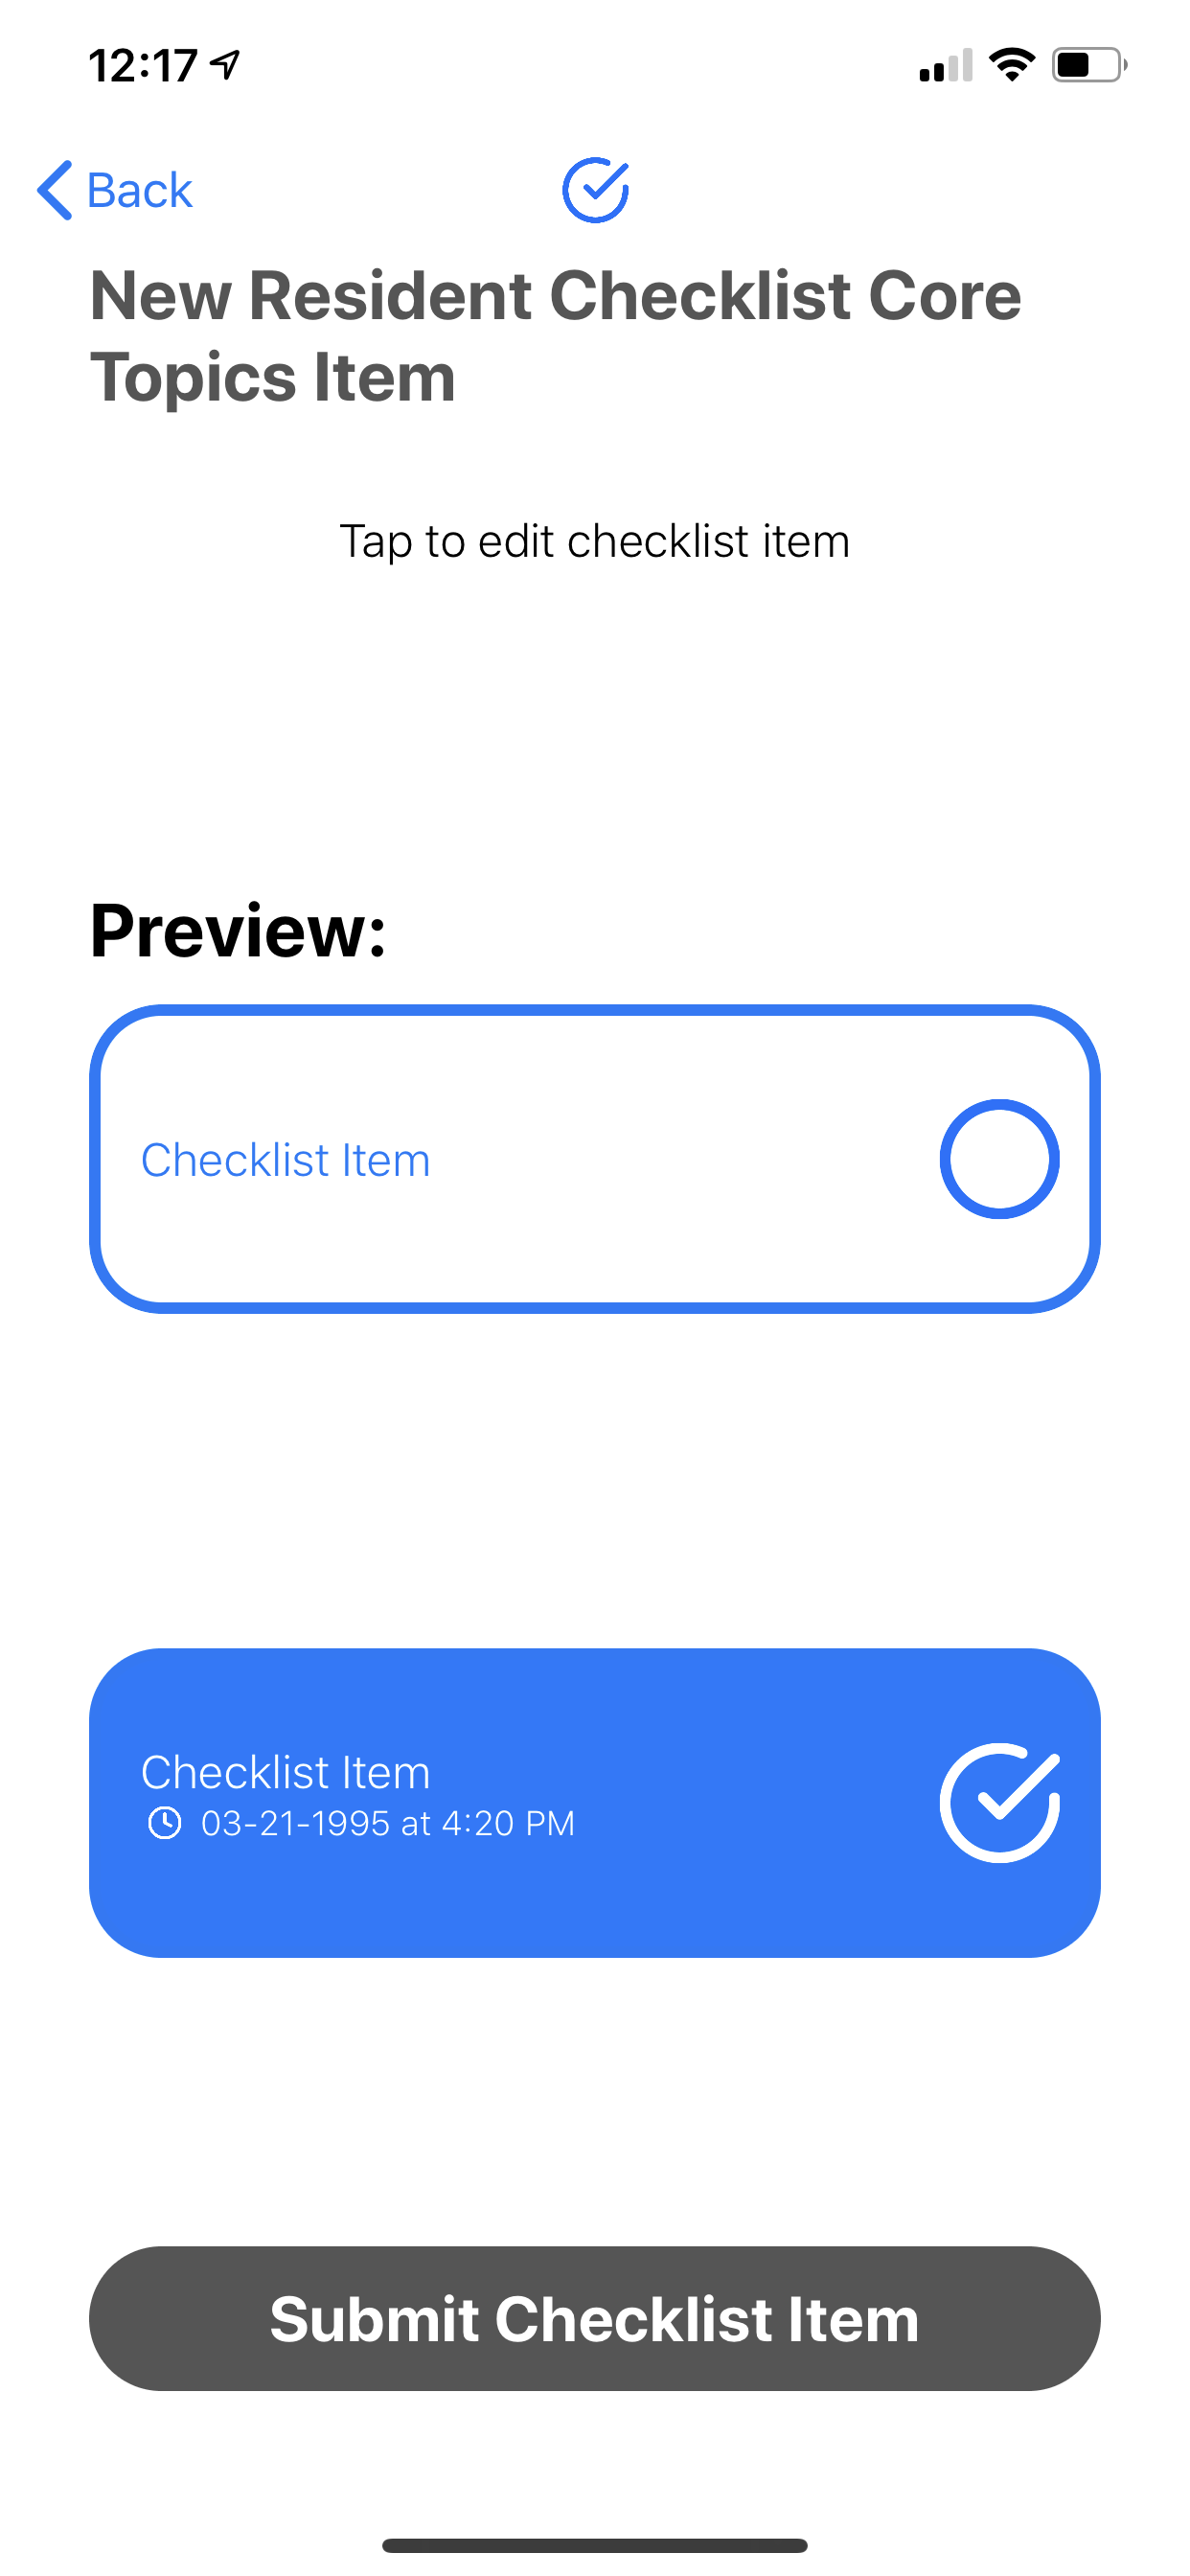 12:17
Back
New Resident Checklist Core
Topics Item
Tap to edit checklist item
Preview:
Checklist Item
Checklist Item
03-21-1995 at 4:20 PM
Submit Checklist Item